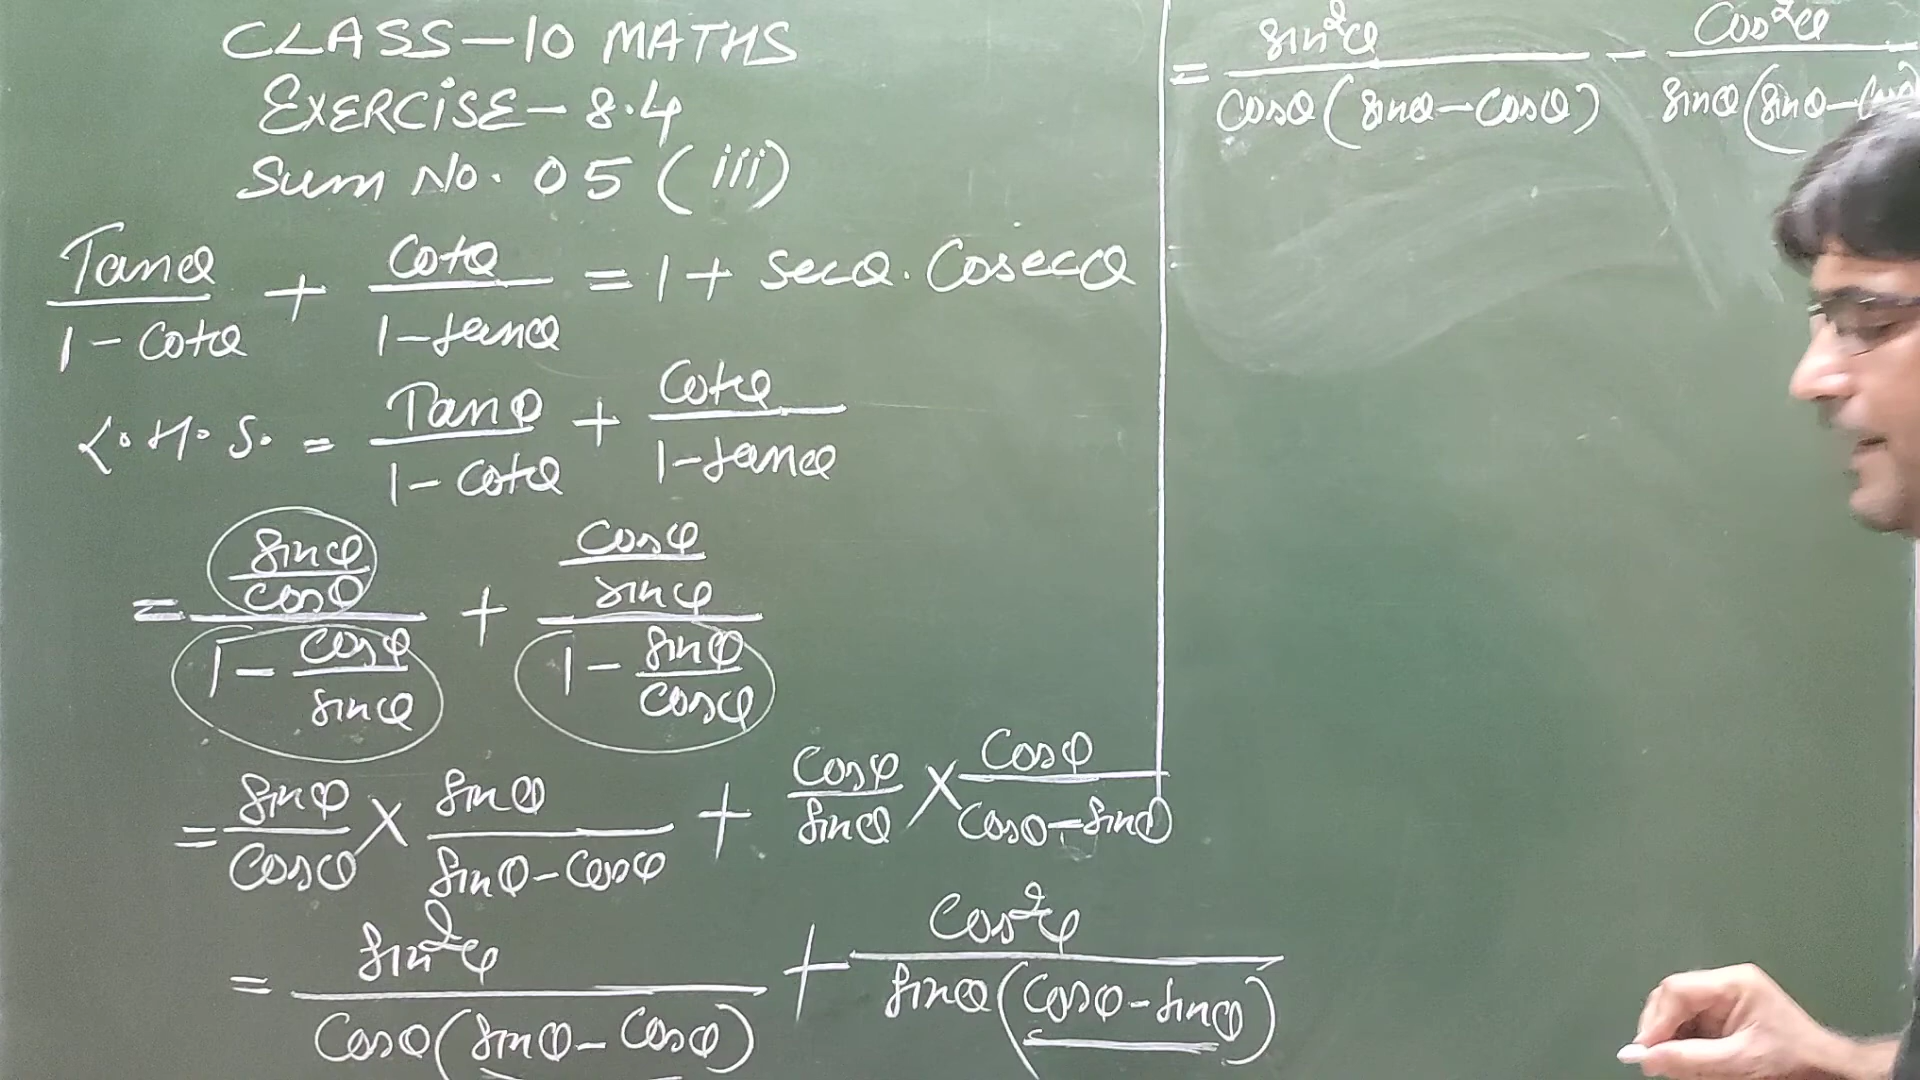 CLASS-10 MATHS
EXERCISE-8.4
Sum No. 05 (iii)
Tanθ/(1-cotθ) + Cotθ/(1-tanθ) = 1 + secθ. Cosecθ
L.H.S. = Tanθ/(1-cotθ) + Cotθ/(1-tanθ)
= (sinθ/cosθ)/(1-cosθ/sinθ) + (cosθ/sinθ)/(1-sinθ/cosθ)
= sinθ/cosθ × sinθ/(sinθ-cosθ) + cosθ/sinθ × cosθ/(cosθ-sinθ)
= sin²θ/(cosθ(sinθ-cosθ)) + cos²θ/(sinθ(cosθ-sinθ))
= sin²θ/(cosθ(sinθ-cosθ)) - cos²θ/(sinθ(sinθ-cosθ)